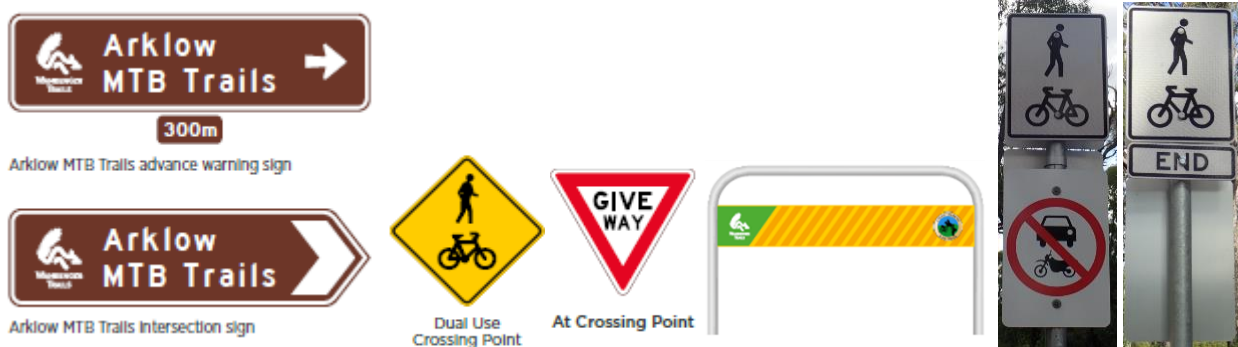 Arklow
MTB Trails
300m
Arklow MTB Trails advance warning sign
Arklow
MTB Trails
Arklow MTB Trails intersection sign
Dual Use
Crossing Point
GIVE
WAY
At Crossing Point
END